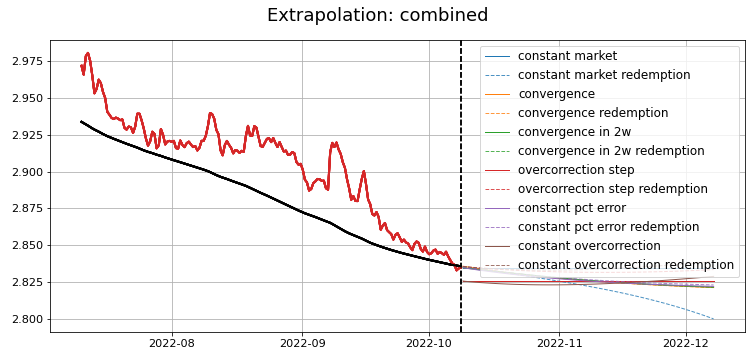 Extrapolation: combined
2.975
2.950
2.925
2.900
2.875
2.850
2.825
2.800
constant market
constant market redemption
convergence
convergence redemption
convergence in 2w
convergence in 2w redemption
overcorrection step
overcorrection step redemption
constant pct error
constant pct error redemption
constant overcorrection
constant overcorrection redemption
2022-08
2022-09
2022-10
2022-11
2022-12